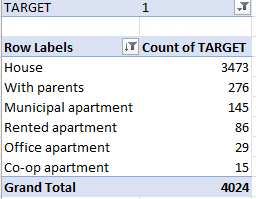 TARGET 1
Row Labels Count of TARGET
House 3473
With parents 276
Municipal apartment 145
Rented apartment 86
Office apartment 29
Co-op apartment 15
Grand Total 4024